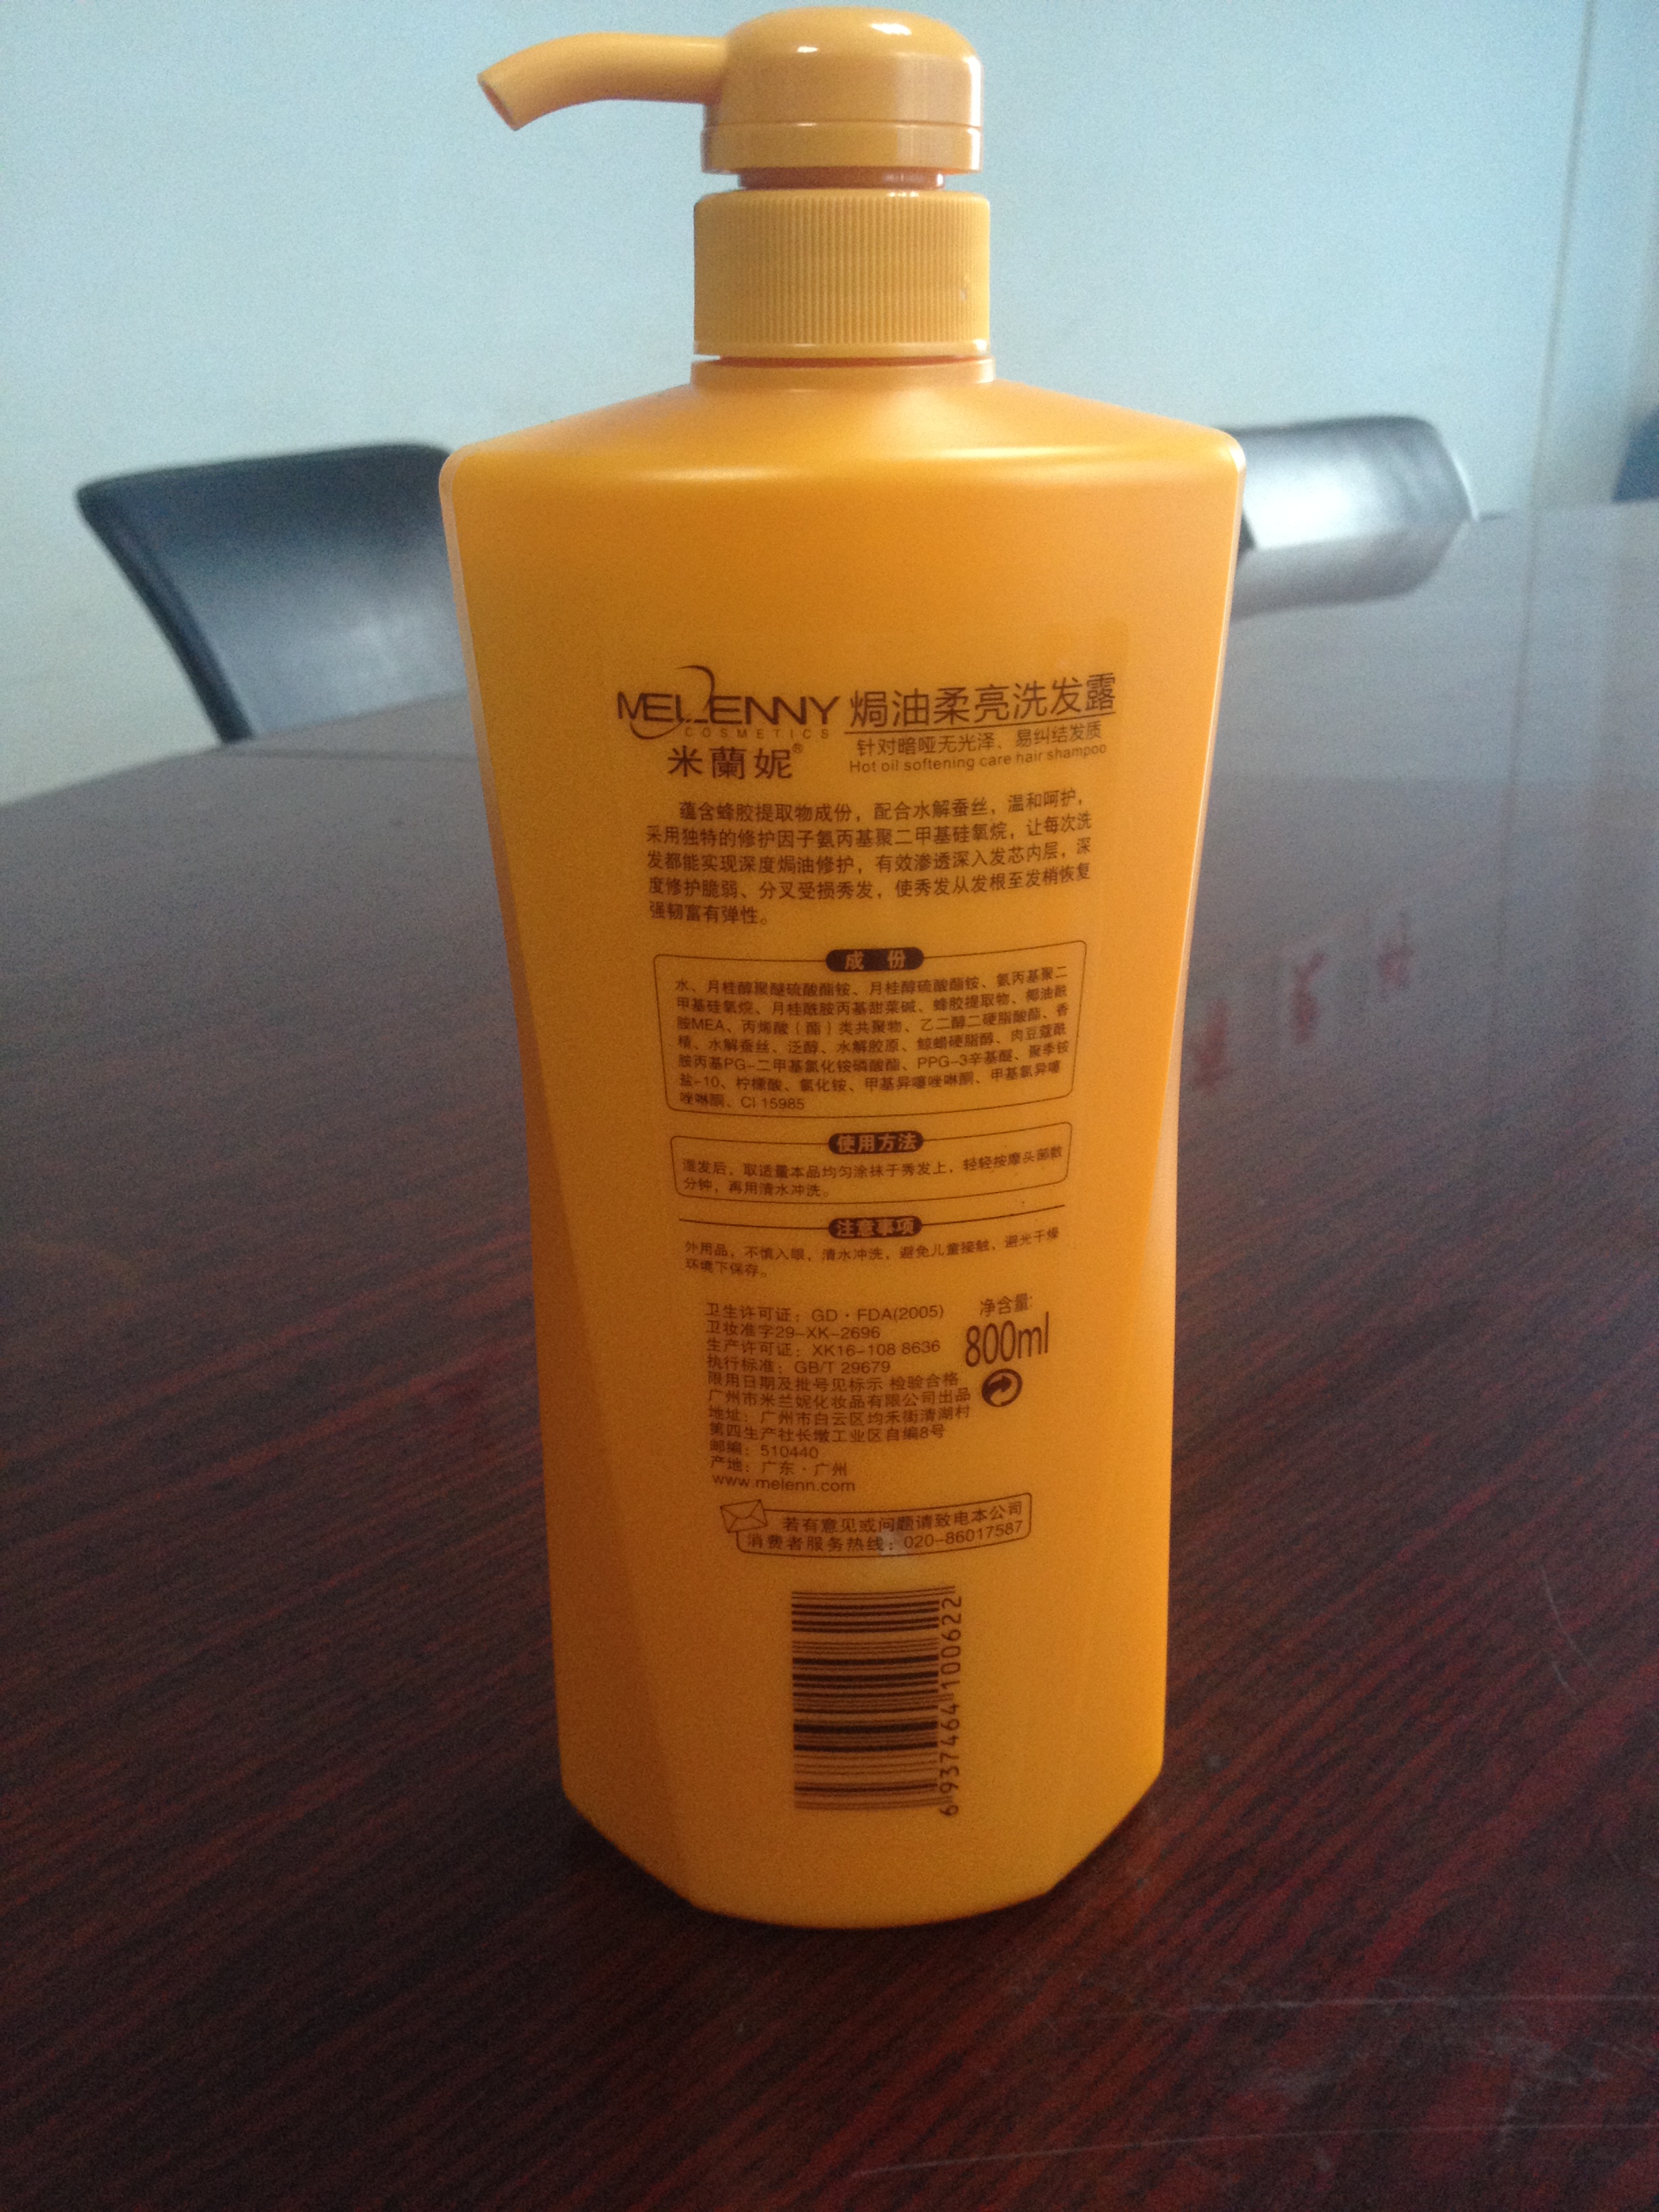 MELENNY 焗油柔亮洗发露
COSMETICS
针对暗哑无光泽、易纠结发质
米蘭妮®
Hot oil softening care hair shampoo
蕴含蜂胶提取物成份，配合水解蚕丝，温和呵护，
采用独特的修护因子氨丙基聚二甲基硅氧烷，让每次洗
发都能实现深度焗油修护，有效渗透深入发芯内层，深
度修护脆弱、分叉受损秀发，使秀发从发根至发梢恢复
强韧富有弹性。
成 份
水、月桂醇聚醚硫酸酯铵、月桂醇硫酸酯铵、氨丙基聚二
甲基硅氧烷、月桂酰胺丙基甜菜碱、蜂胶提取物、椰油酰
胺MEA、丙烯酸（酯）类共聚物、乙二醇二硬脂酸酯、香
精、水解蚕丝、泛醇、水解胶原、鲸蜡硬脂醇、肉豆蔻酰
胺丙基PG-二甲基氯化铵磷酸酯、PPG-3辛基醚、聚季铵
盐-10、柠檬酸、氯化铵、甲基异噻唑啉酮、甲基氯异噻
唑啉酮、CI 15985
使用方法
湿发后，取适量本品均匀涂抹于秀发上，轻轻按摩头部数
分钟，再用清水冲洗。
注意事项
外用品，不慎入眼，清水冲洗，避免儿童接触，避光干燥
环境下保存。
卫生许可证：GD·FDA(2005)
卫妆准字29-XK-2696
生产许可证：XK16-108 8636
执行标准：GB/T 29679
限用日期及批号见标示 检验合格
广州市米兰妮化妆品有限公司出品
地址：广州市白云区均禾街清湖村
第四生产社长墩工业区自编8号
邮编：510440
产地：广东·广州
www.melenn.com
净含量:
800ml
若有意见或问题请致电本公司
消费者服务热线：020-86017587
6 937464 100622